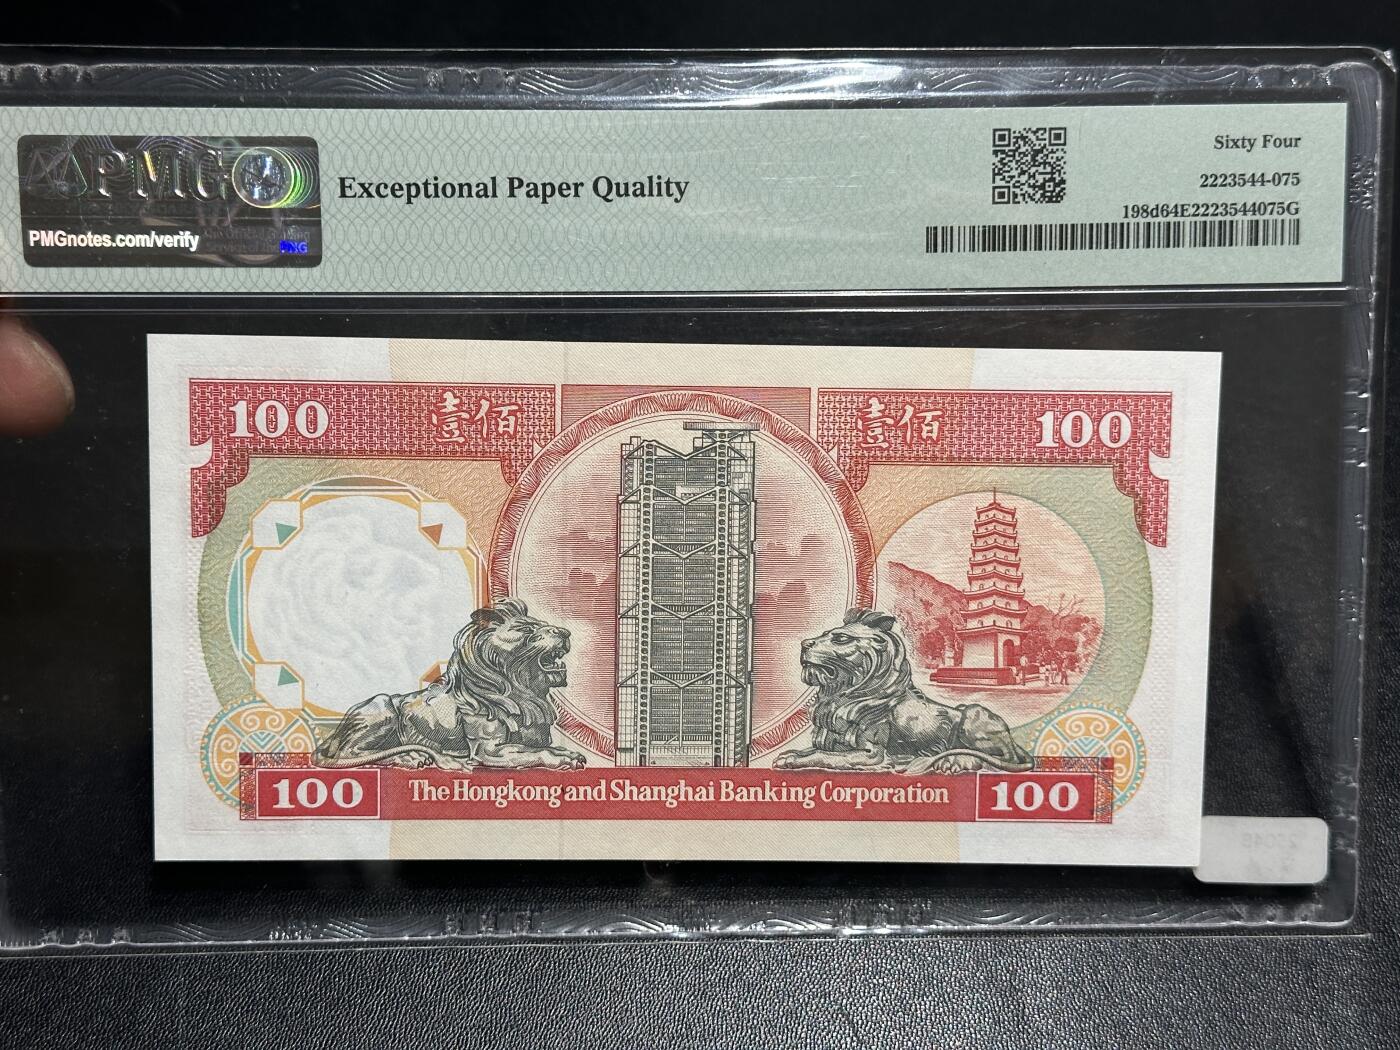 PMG
PMGnotes.com/verify
PMG
Exceptional Paper Quality
Sixty Four
2223544-075
198d64E2223544075G
100 壹佰 壹佰 100
100 The Hongkong and Shanghai Banking Corporation 100